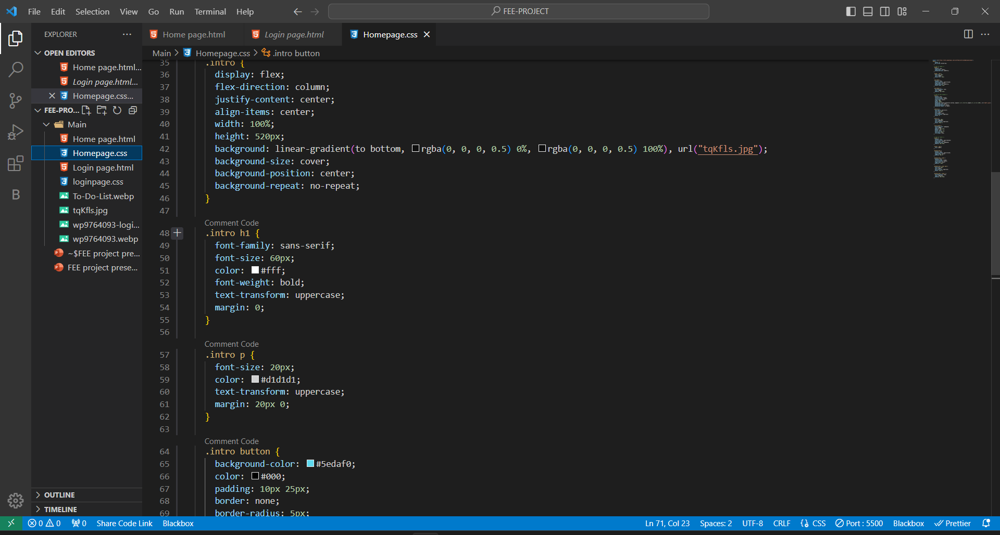 File Edit Selection View Go Run Terminal Help
FEE-PROJECT
EXPLORER
Home page.html
Login page.html
Homepage.css
OPEN EDITORS
Home page.html...
Login page.html...
Homepage.css...
FEE-PRO...
Main
Home page.html
Homepage.css
Login page.html
loginpage.css
To-Do-List.webp
tqKfls.jpg
wp9764093-logi...
wp9764093.webp
~$FEE project pre...
FEE project prese...
OUTLINE
TIMELINE
Main > Homepage.css > .intro button
35 .intro {
36 display: flex;
37 flex-direction: column;
38 justify-content: center;
39 align-items: center;
40 width: 100%;
41 height: 520px;
42 background: linear-gradient(to bottom, rgba(0, 0, 0, 0.5) 0%, rgba(0, 0, 0, 0.5) 100%), url("tqKfls.jpg");
43 background-size: cover;
44 background-position: center;
45 background-repeat: no-repeat;
46 }
47
Comment Code
48 .intro h1 {
49 font-family: sans-serif;
50 font-size: 60px;
51 color: #fff;
52 font-weight: bold;
53 text-transform: uppercase;
54 margin: 0;
55 }
56
Comment Code
57 .intro p {
58 font-size: 20px;
59 color: #d1d1d1;
60 text-transform: uppercase;
61 margin: 20px 0;
62 }
63
Comment Code
64 .intro button {
65 background-color: #5edaf0;
66 color: #000;
67 padding: 10px 25px;
68 border: none;
69 border-radius: 5px;
0 0 0 Share Code Link Blackbox
Ln 71, Col 23 Spaces: 2 UTF-8 CRLF {} CSS Port : 5500 Blackbox Prettier